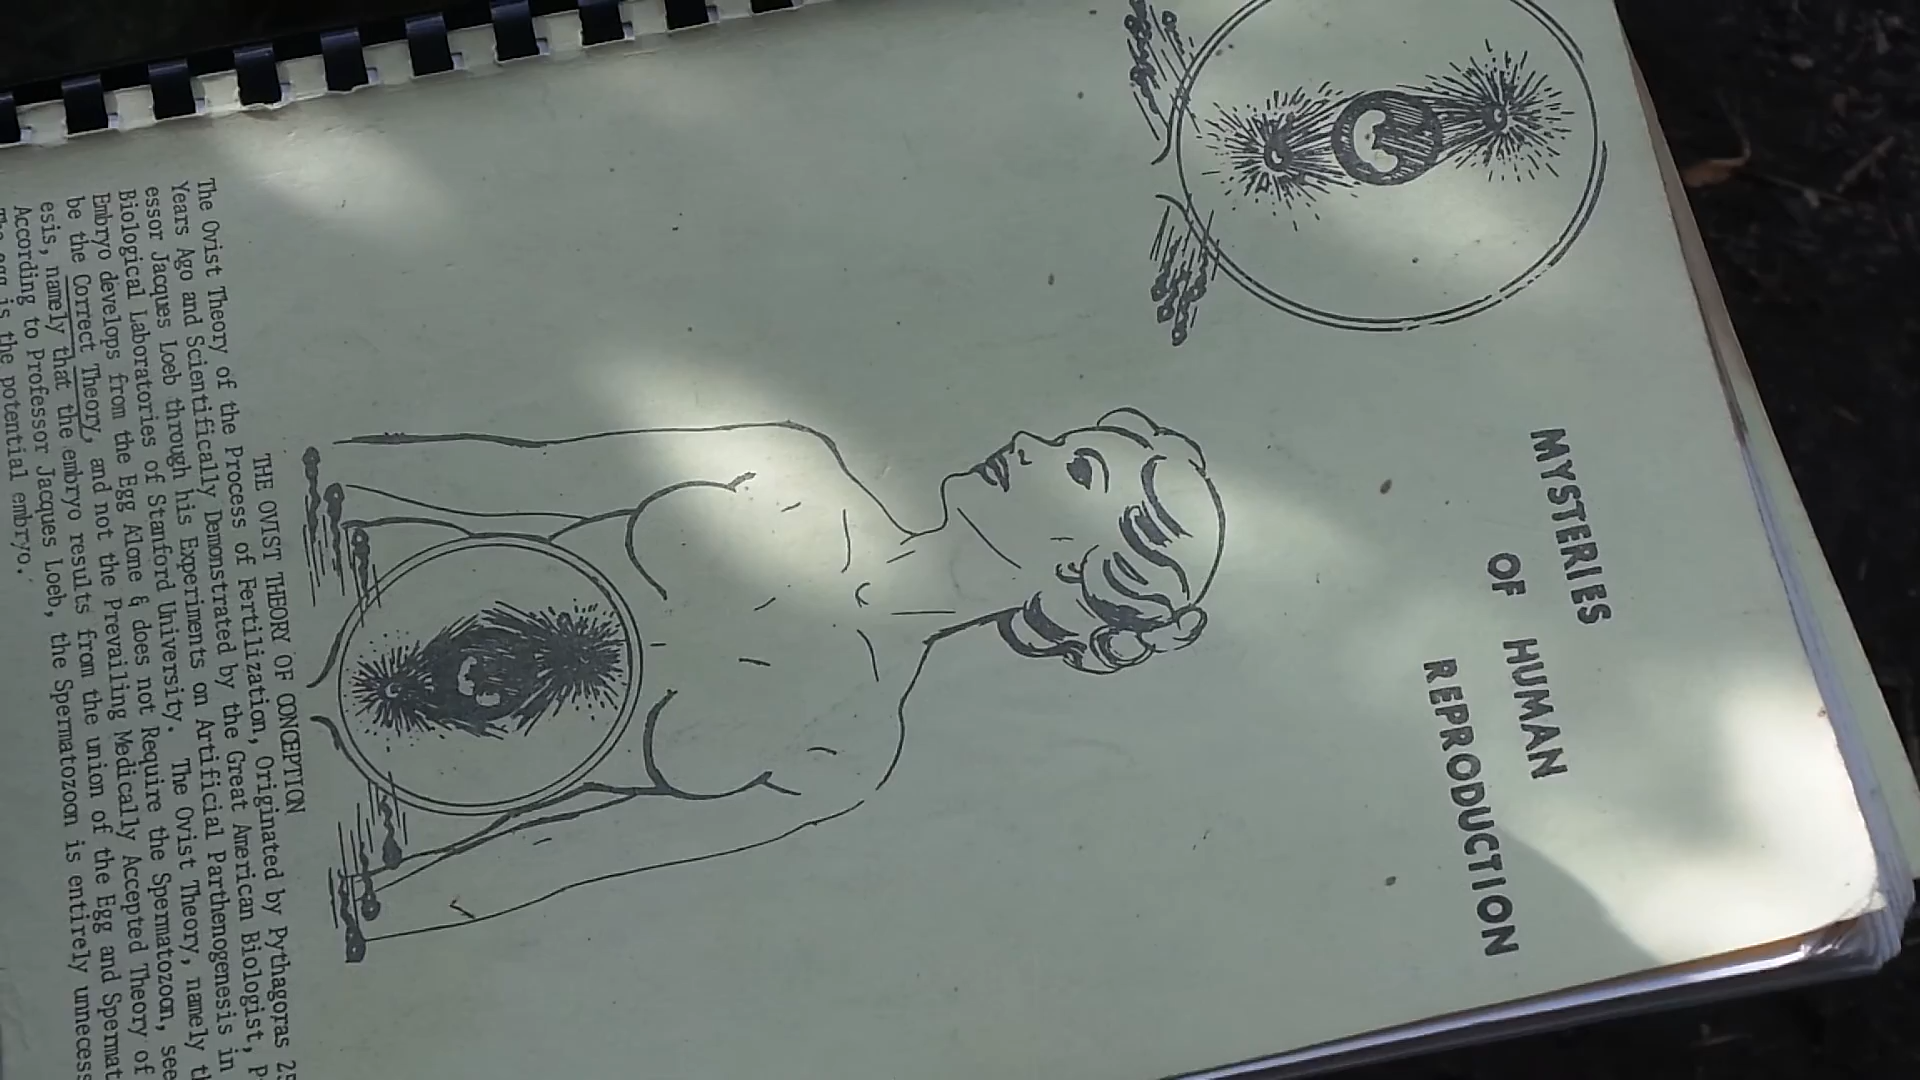 MYSTERIES
OF HUMAN
REPRODUCTION
THE OVIST THEORY OF CONCEPTION
The Ovist Theory of the Process of Fertilization, Originated by Pythagoras
Years Ago and Scientifically Demonstrated by the Great American Biologist,
essor Jacques Loeb through his Experiments on Artificial Parthenogenesis in
Biological Laboratories of Stanford University. The Ovist Theory, namely
Embryo develops from the Egg Alone & does not Require the Spermatozoon,
be the Correct Theory, and not the Prevailing Medically Accepted Theory of
esis, namely that the embryo results from the union of the Egg and
According to Professor Jacques Loeb, the Spermatozoon is entirely
egg is the potential embryo.